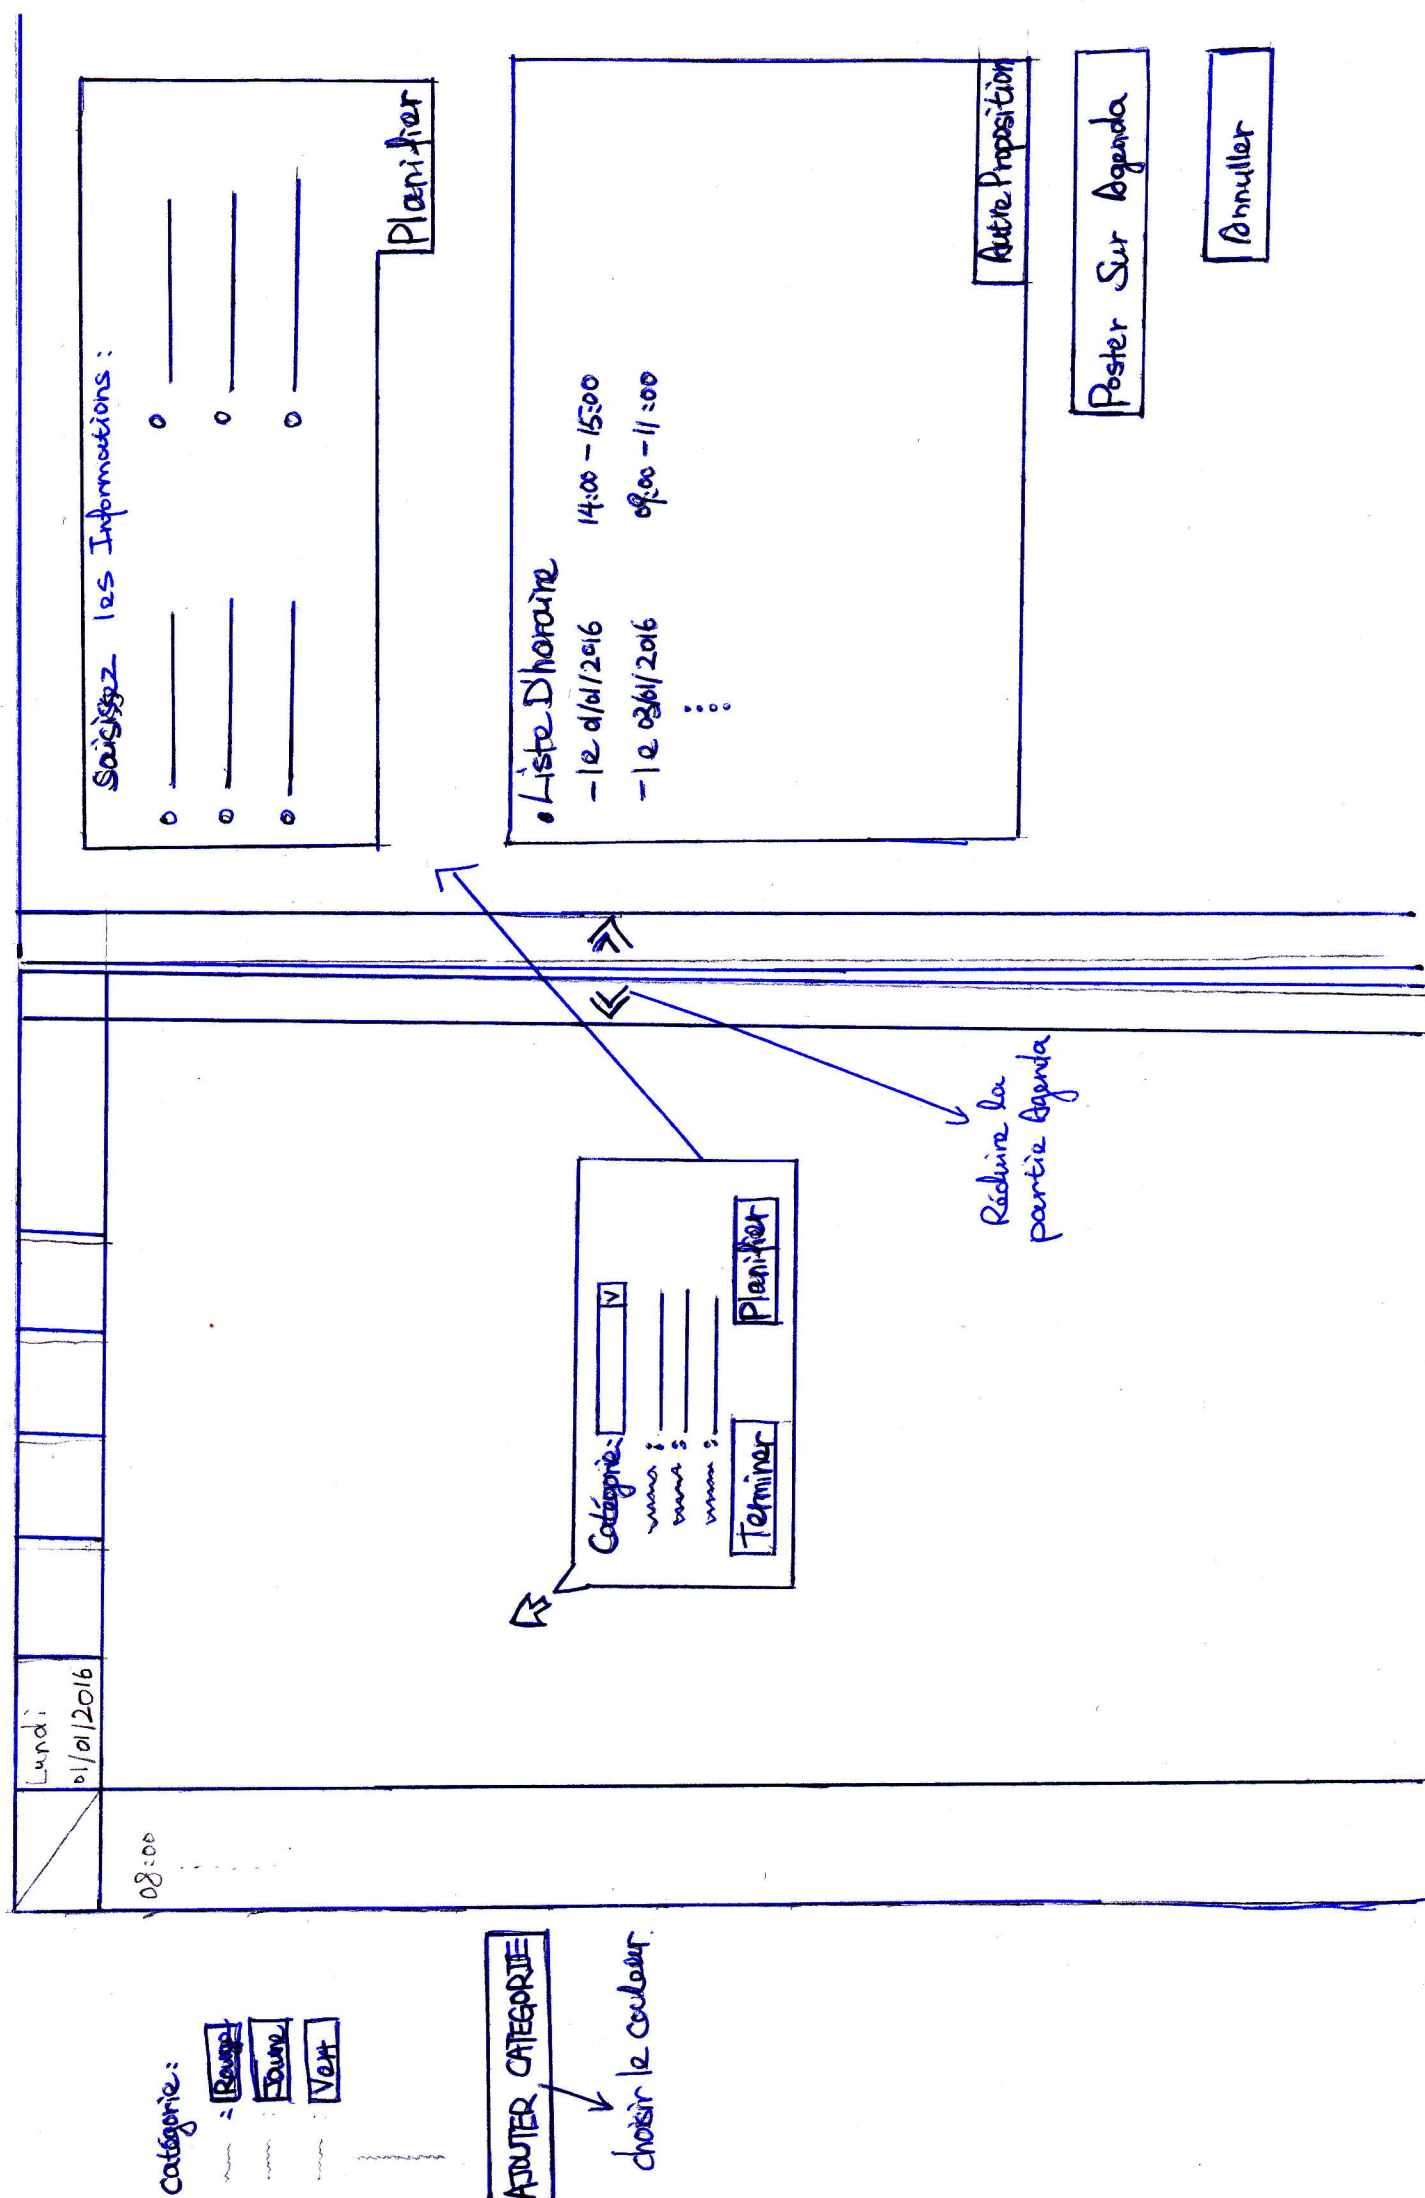 catégorie:
: Rouge
Jaune
Vert
AJOUTER CATEGORIE
choisir le couleur.
Lundi
01/01/2016
08:00
Catégorie:
Terminer
Planifier
Réduire la
partie Agenda
Saisissez les Informations:
Planifier
• Liste D'horaire
- le 01/01/2016 14:00 - 15:00
- le 03/01/2016 09:00 - 11:00
Autre Proposition
Poster Sur Agenda
Annuller